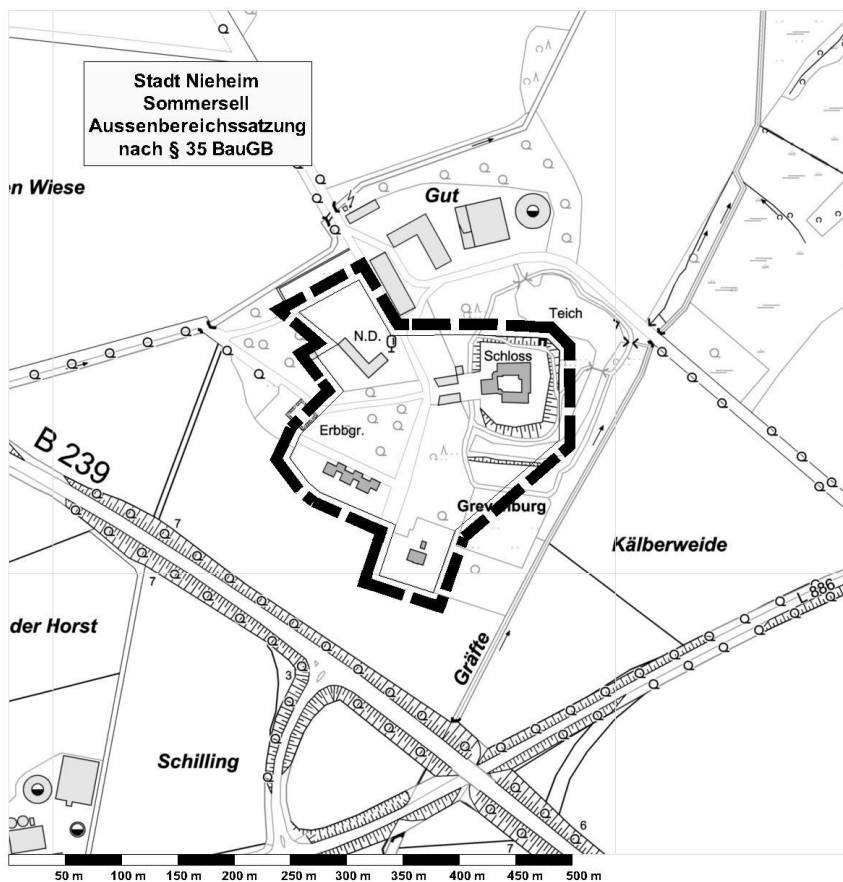 Stadt Nieheim
Sommersell
Aussenbereichssatzung
nach § 35 BauGB
en Wiese
Gut
Teich
N.D.
Schloss
Erbbgr.
B 239
7
Grevenburg
7
Kälberweide
L 886
der Horst
Gräfte
3
Schilling
6
7
50 m 100 m 150 m 200 m 250 m 300 m 350 m 400 m 450 m 500 m